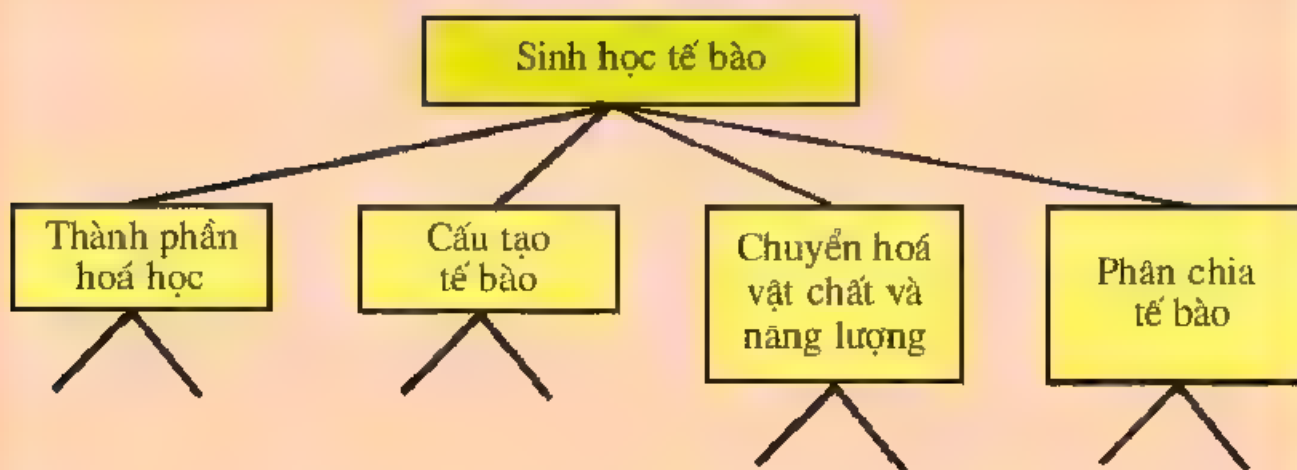 Sinh học tế bào
Thành phần
hoá học
Cấu tạo
tế bào
Chuyển hoá
vật chất và
năng lượng
Phân chia
tế bào